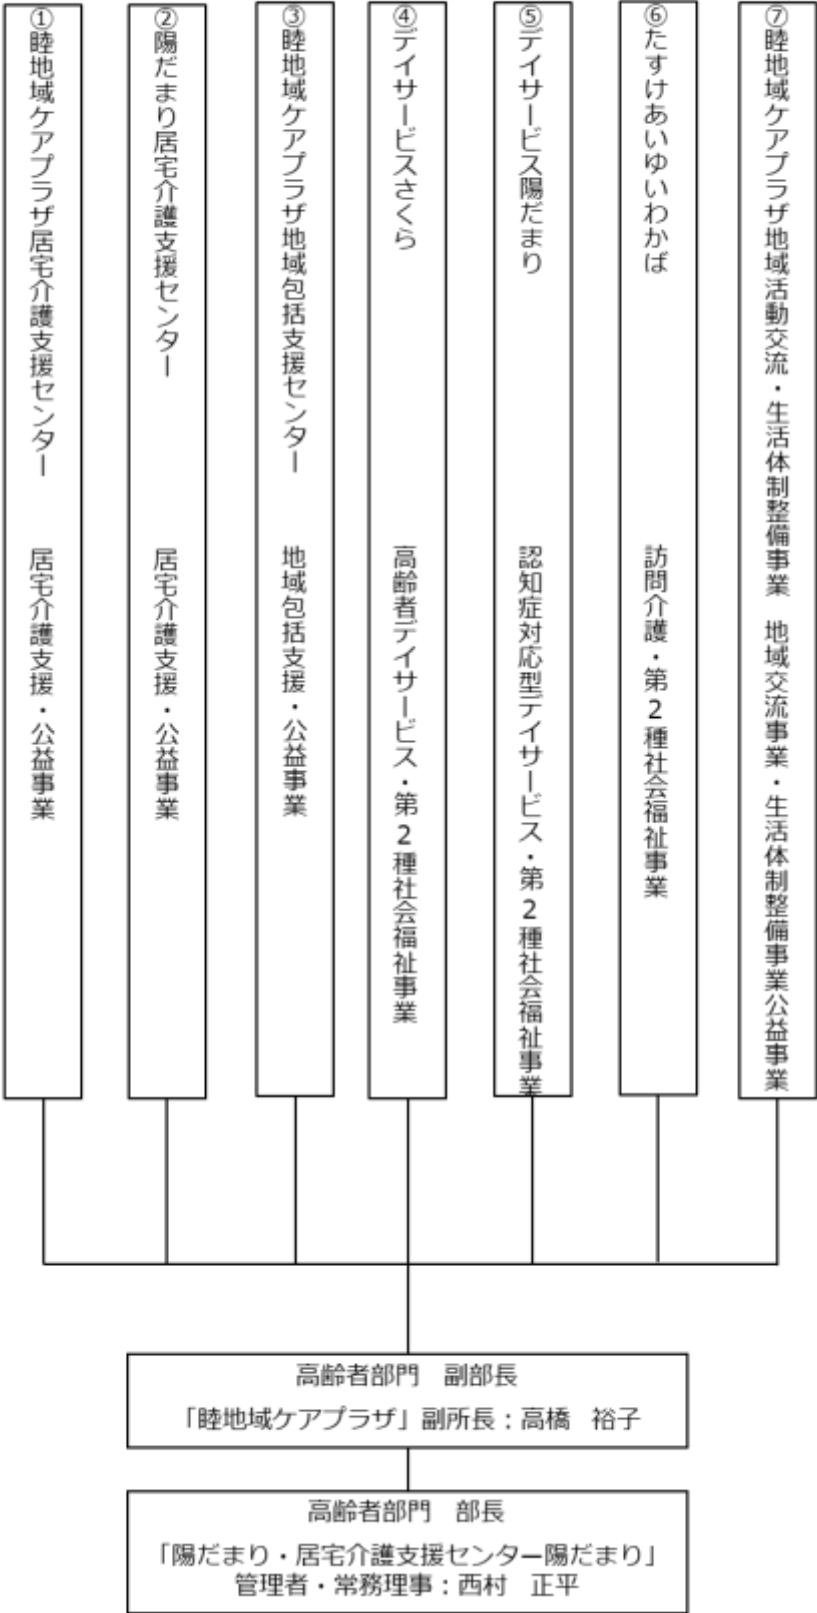 ①睦地域ケアプラザ居宅介護支援センター　居宅介護支援・公益事業
②陽だまり居宅介護支援センター　居宅介護支援・公益事業
③睦地域ケアプラザ地域包括支援センター　地域包括支援・公益事業
④デイサービスさくら　高齢者デイサービス・第2種社会福祉事業
⑤デイサービス陽だまり　認知症対応型デイサービス・第2種社会福祉事業
⑥たすけあいゆいわかば　訪問介護・第2種社会福祉事業
⑦睦地域ケアプラザ地域活動交流・生活体制整備事業　地域交流事業・生活体制整備事業公益事業
高齢者部門　副部長
「睦地域ケアプラザ」副所長：高橋　裕子
高齢者部門　部長
「陽だまり・居宅介護支援センター陽だまり」
管理者・常務理事：西村　正平